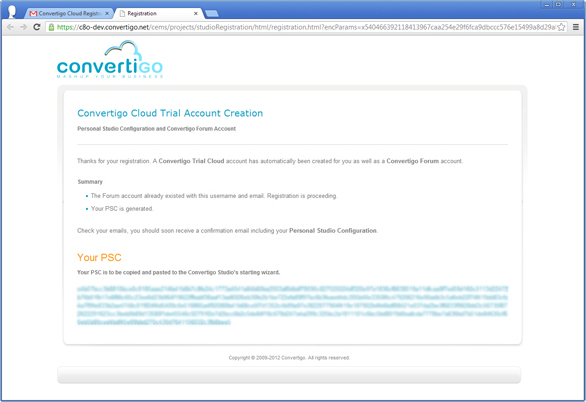 Convertigo Cloud Regist
Registration
https://c8o-dev.convertigo.net/cems/projects/studioRegistration/html/registration.html?encParams=x540466392118413967caa254e29f6fca9dbccc576e15499a8d29a
convertigo
MASHUP YOUR BUSINESS
Convertigo Cloud Trial Account Creation
Personal Studio Configuration and Convertigo Forum Account
Thanks for your registration. A Convertigo Trial Cloud account has automatically been created for you as well as a Convertigo Forum account.
Summary
The Forum account already existed with this username and email. Registration is proceeding.
Your PSC is generated.
Check your emails, you should soon receive a confirmation email including your Personal Studio Configuration.
Your PSC
Your PSC is to be copied and pasted to the Convertigo Studio's starting wizard.
Copyright © 2008-2012 Convertigo. All rights reserved.